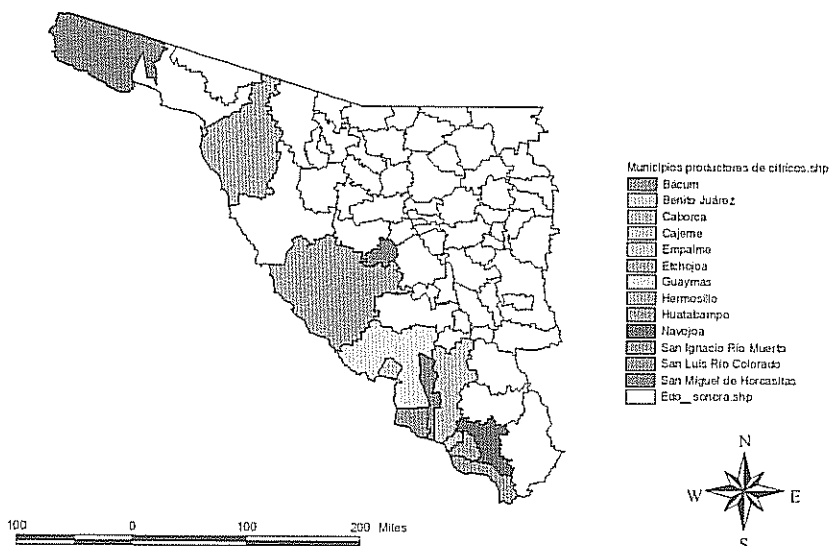 Municipios productores de cítricos.shp
Bácum
Benito Juárez
Caborca
Cajeme
Empalme
Etchojoa
Guaymas
Hermosillo
Huatabampo
Navojoa
San Ignacio Río Muerto
San Luis Río Colorado
San Miguel de Horcasitas
Edo_sonora.shp
N
W E
S
100 0 100 200 Miles